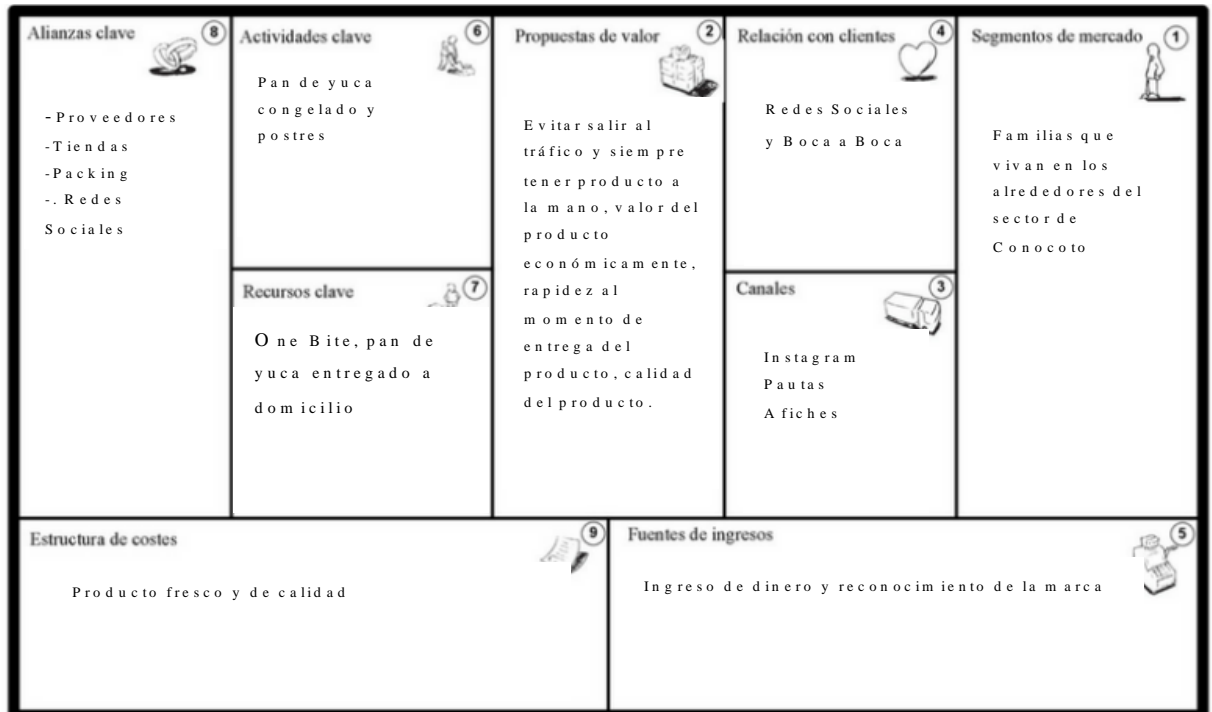 Alianzas clave
8
-Proveedores
-Tiendas
-Packing
-. Redes
Sociales
Actividades clave
6
Pan de yuca
congelado y
postres
Recursos clave
7
One Bite, pan de
yuca entregado a
domicilio
Propuestas de valor
2
Evitar salir al
tráfico y siempre
tener producto a
la mano, valor del
producto
económicamente,
rapidez al
momento de
entrega del
producto, calidad
del producto.
Relación con clientes
4
Redes Sociales
y Boca a Boca
Canales
3
Instagram
Pautas
Afiches
Segmentos de mercado
1
Familias que
vivan en los
alrededores del
sector de
Conocoto
Estructura de costes
9
Producto fresco y de calidad
Fuentes de ingresos
5
Ingreso de dinero y reconocimiento de la marca